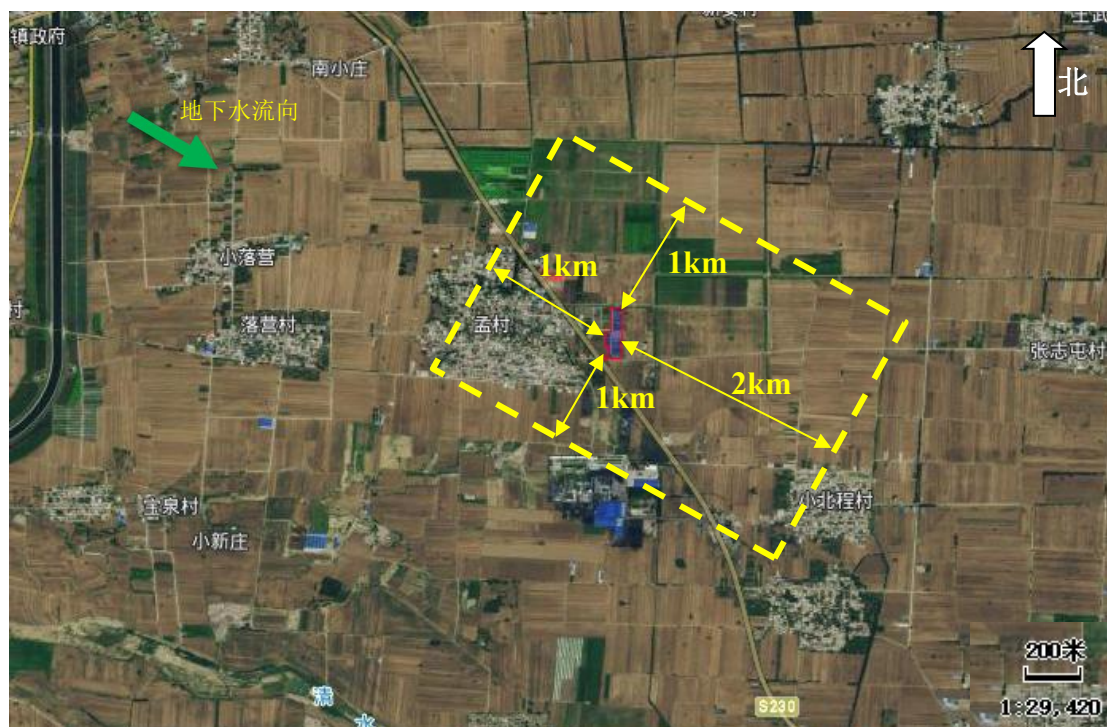 镇政府
南小庄
北
地下水流向
小落营
1km
1km
落营村
孟村
张志屯村
2km
1km
宝泉村
小北程村
小新庄
200米
清
水
S230
1:29,420